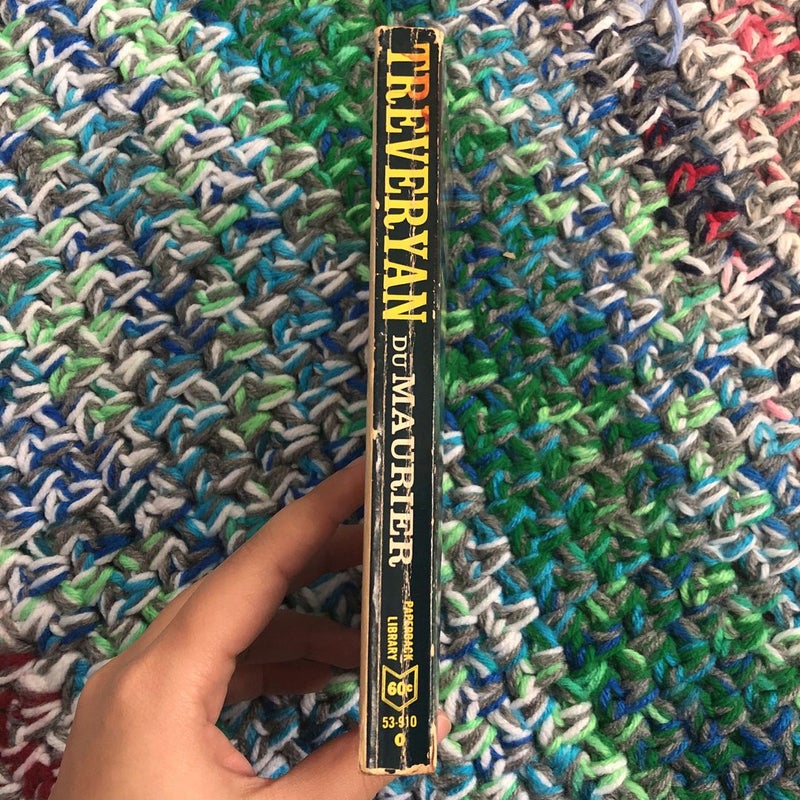 TREVERYAN
DU MAURIER
PAPERBACK
LIBRARY
60¢
53-910
O